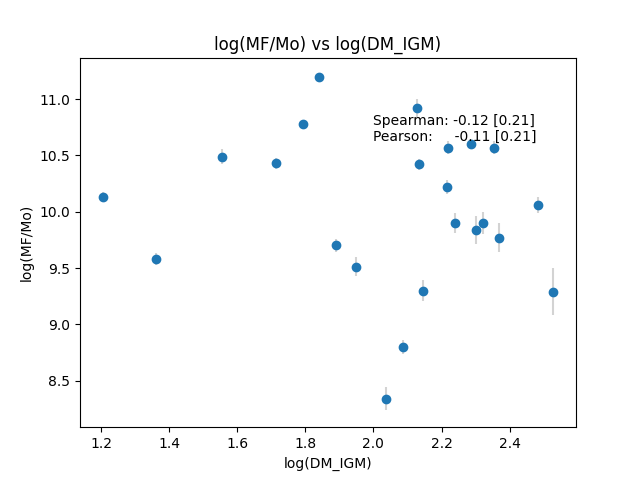 log(MF/Mo) vs log(DM_IGM)
Spearman: -0.12 [0.21]
Pearson: -0.11 [0.21]
11.0
10.5
10.0
9.5
9.0
8.5
log(MF/Mo)
1.2 1.4 1.6 1.8 2.0 2.2 2.4
log(DM_IGM)